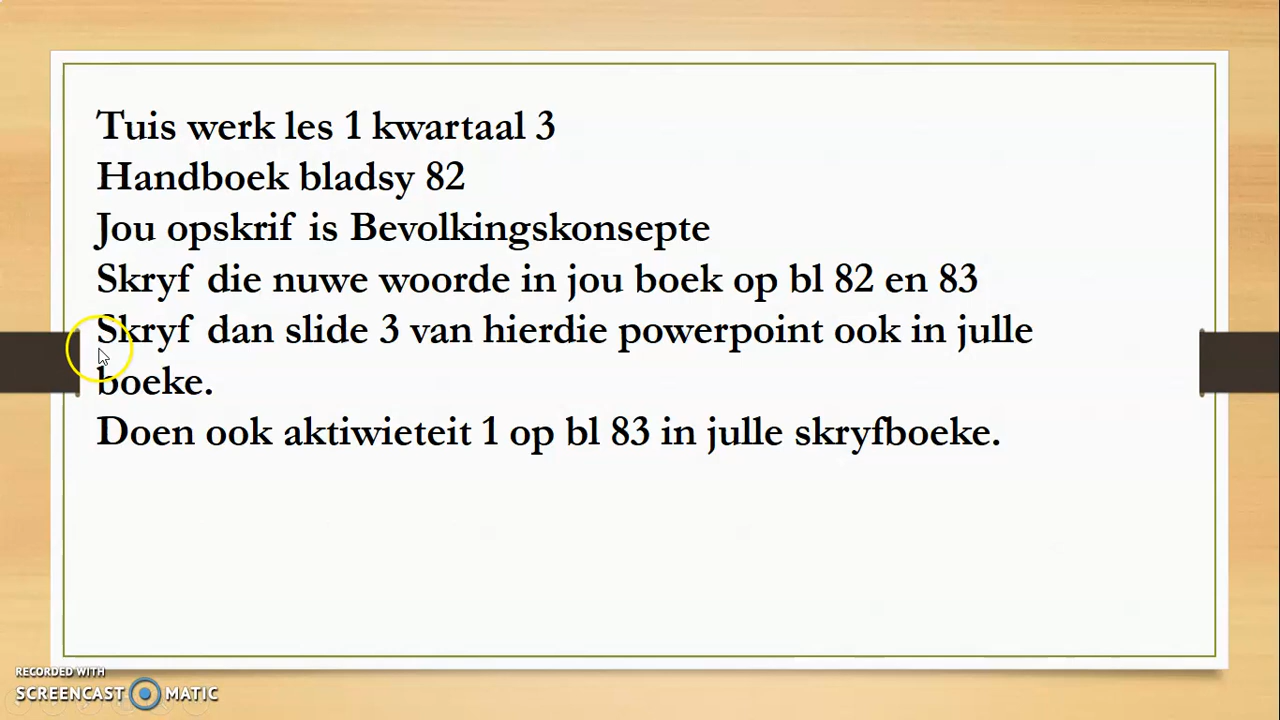 Tuis werk les 1 kwartaal 3
Handboek bladsy 82
Jou opskrif is Bevolkingskonsepte
Skryf die nuwe woorde in jou boek op bl 82 en 83
Skryf dan slide 3 van hierdie powerpoint ook in julle
boeke.
Doen ook aktiwieteit 1 op bl 83 in julle skryfboeke.
RECORDED WITH
SCREENCAST MATIC